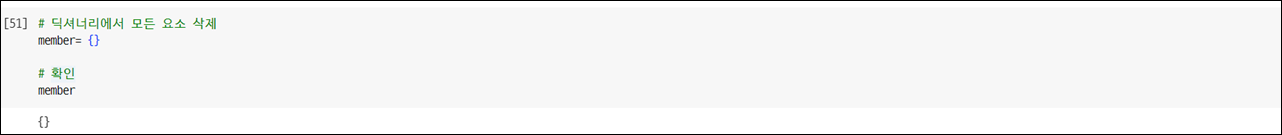 [51] # 딕셔너리에서 모든 요소 삭제
member= {}
# 확인
member
{}